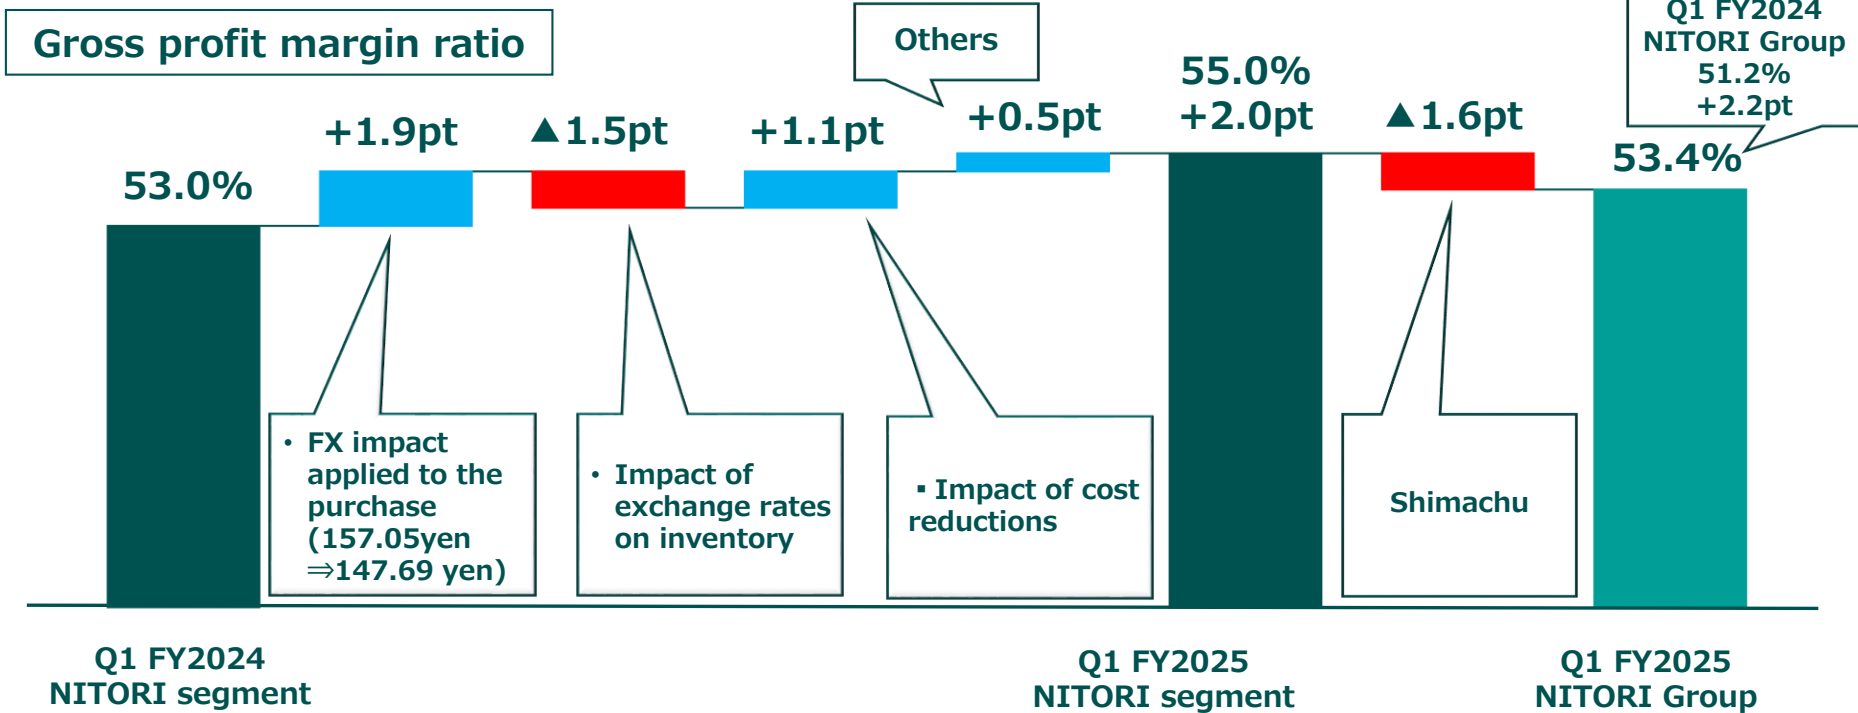 Gross profit margin ratio
Others
Q1 FY2024
NITORI Group
51.2%
+2.2pt
53.0%
+1.9pt
▲1.5pt
+1.1pt
+0.5pt
55.0%
+2.0pt
▲1.6pt
53.4%
・ FX impact
applied to the
purchase
(157.05yen
⇒147.69 yen)
・ Impact of
exchange rates
on inventory
▪ Impact of cost
reductions
Shimachu
Q1 FY2024
NITORI segment
Q1 FY2025
NITORI segment
Q1 FY2025
NITORI Group